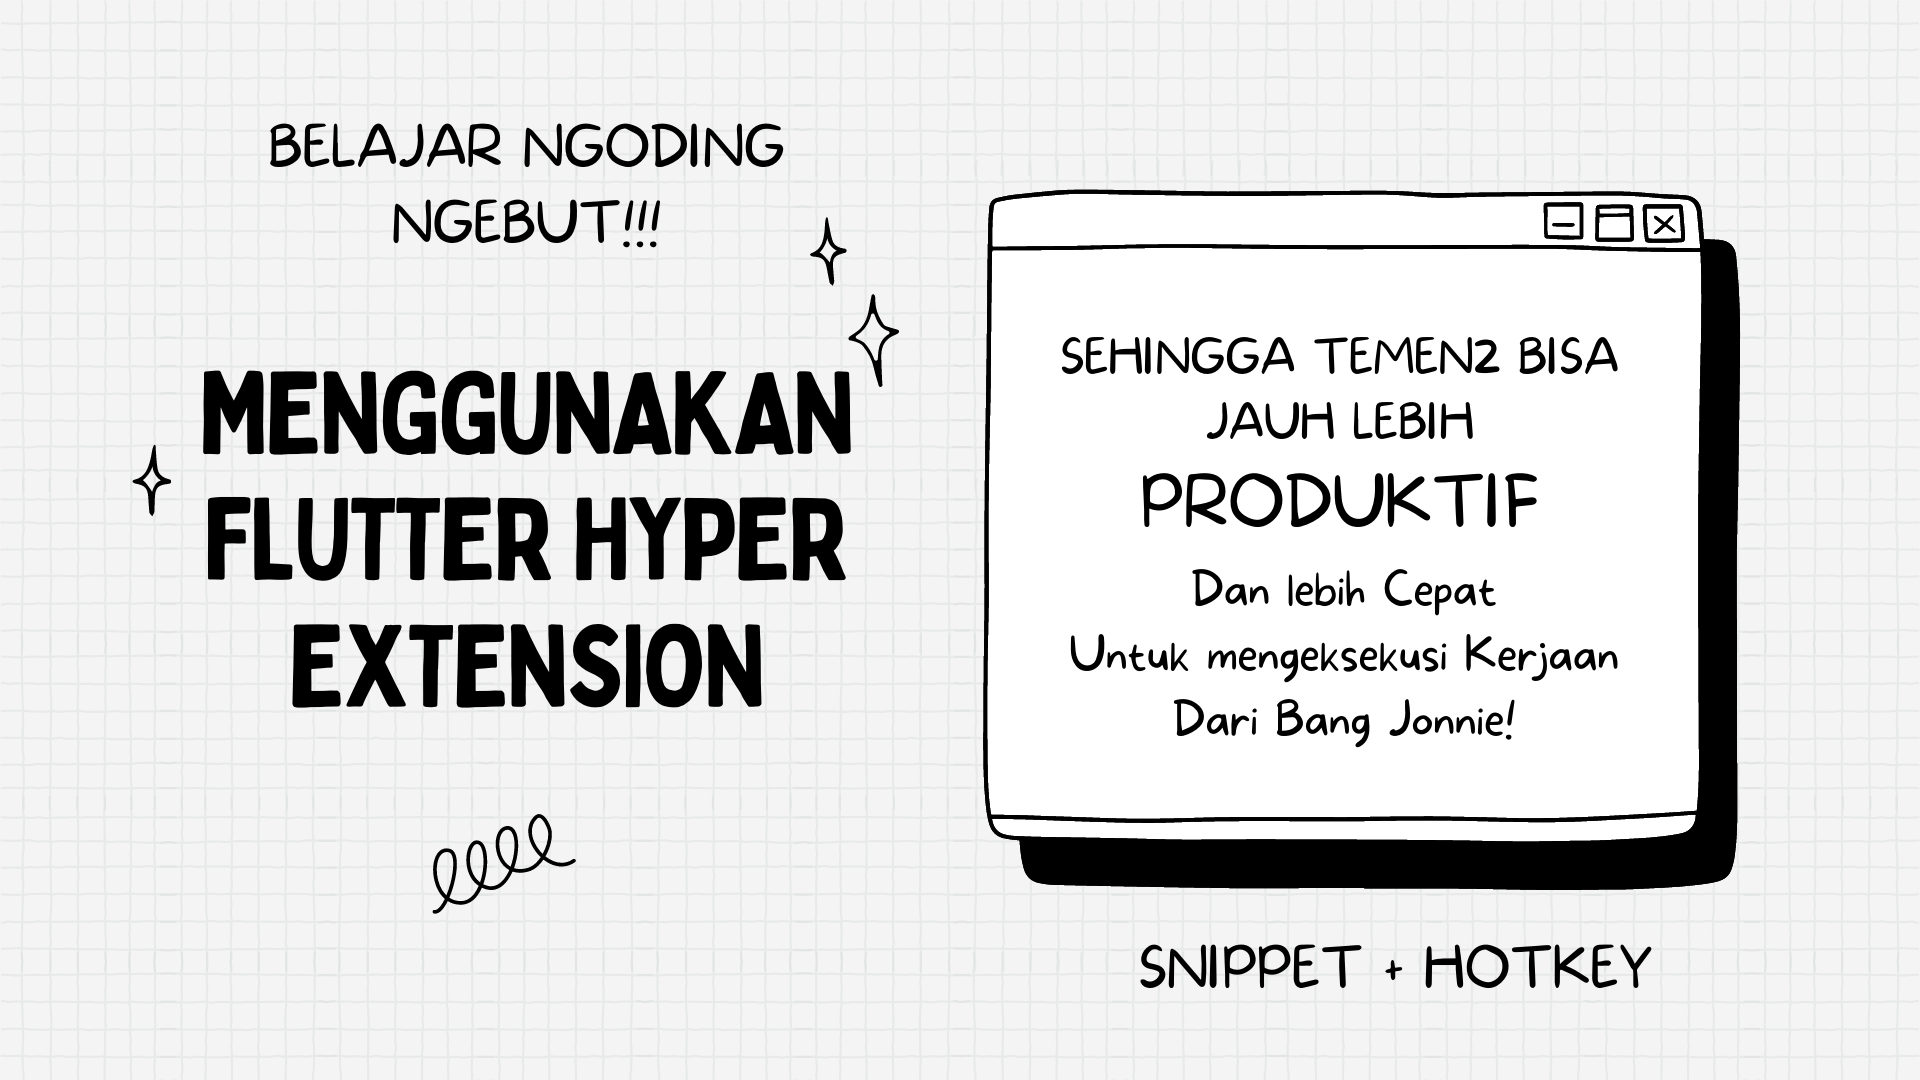 BELAJAR NGODING
NGEBUT!!!
MENGGUNAKAN
FLUTTER HYPER
EXTENSION
SEHINGGA TEMEN2 BISA
JAUH LEBIH
PRODUKTIF
Dan lebih Cepat
Untuk mengeksekusi Kerjaan
Dari Bang Jonnie!
SNIPPET + HOTKEY